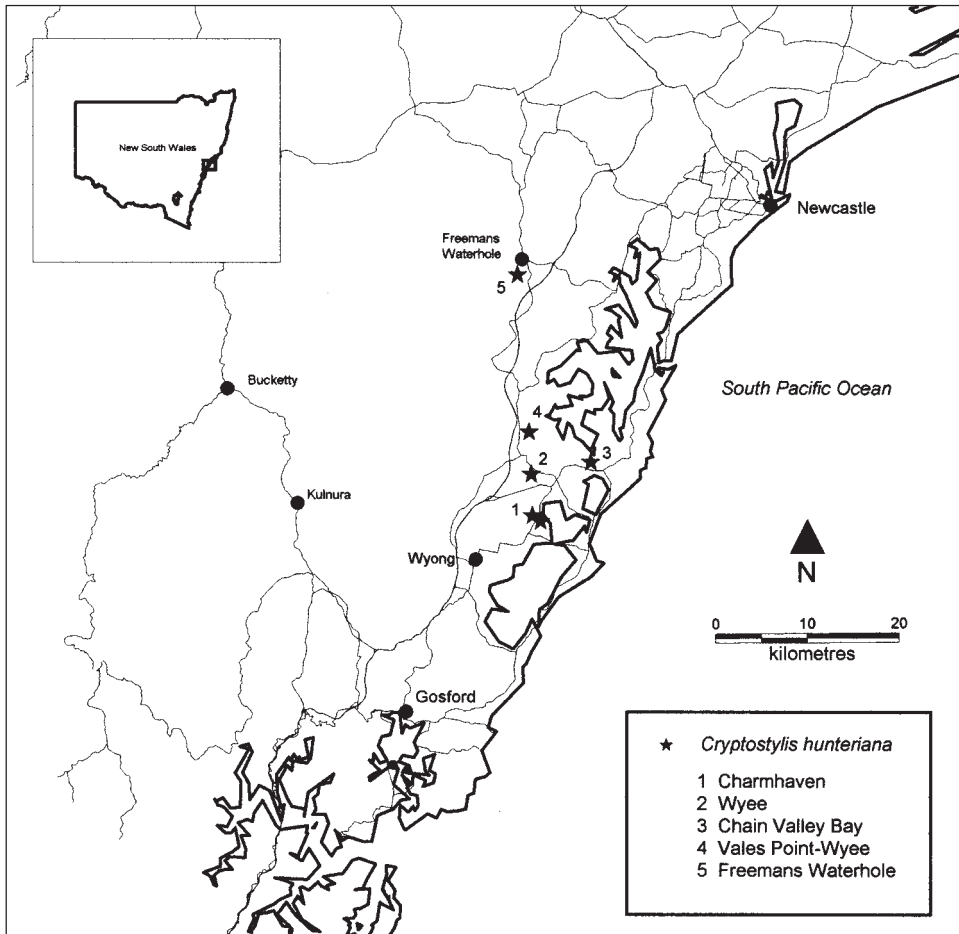 New South Wales
Newcastle
Freemans
Waterhole
5
Bucketty
South Pacific Ocean
4
3
2
Kulnura
1
Wyong
N
0 10 20
kilometres
Gosford
Cryptostylis hunteriana
1 Charmhaven
2 Wyee
3 Chain Valley Bay
4 Vales Point-Wyee
5 Freemans Waterhole